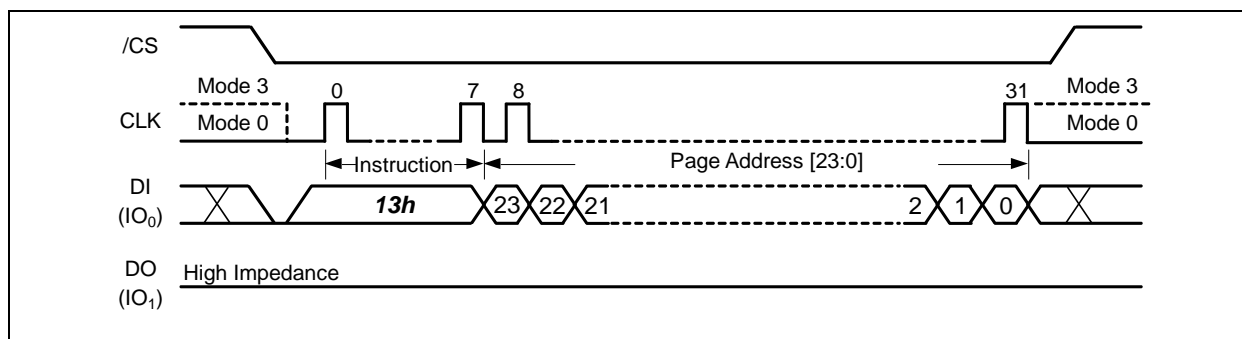 /CS
Mode 3 0 7 8 31 Mode 3
CLK Mode 0 Mode 0
Instruction Page Address [23:0]
DI
(IO₀) 13h 23 22 21 2 1 0
DO High Impedance
(IO₁)